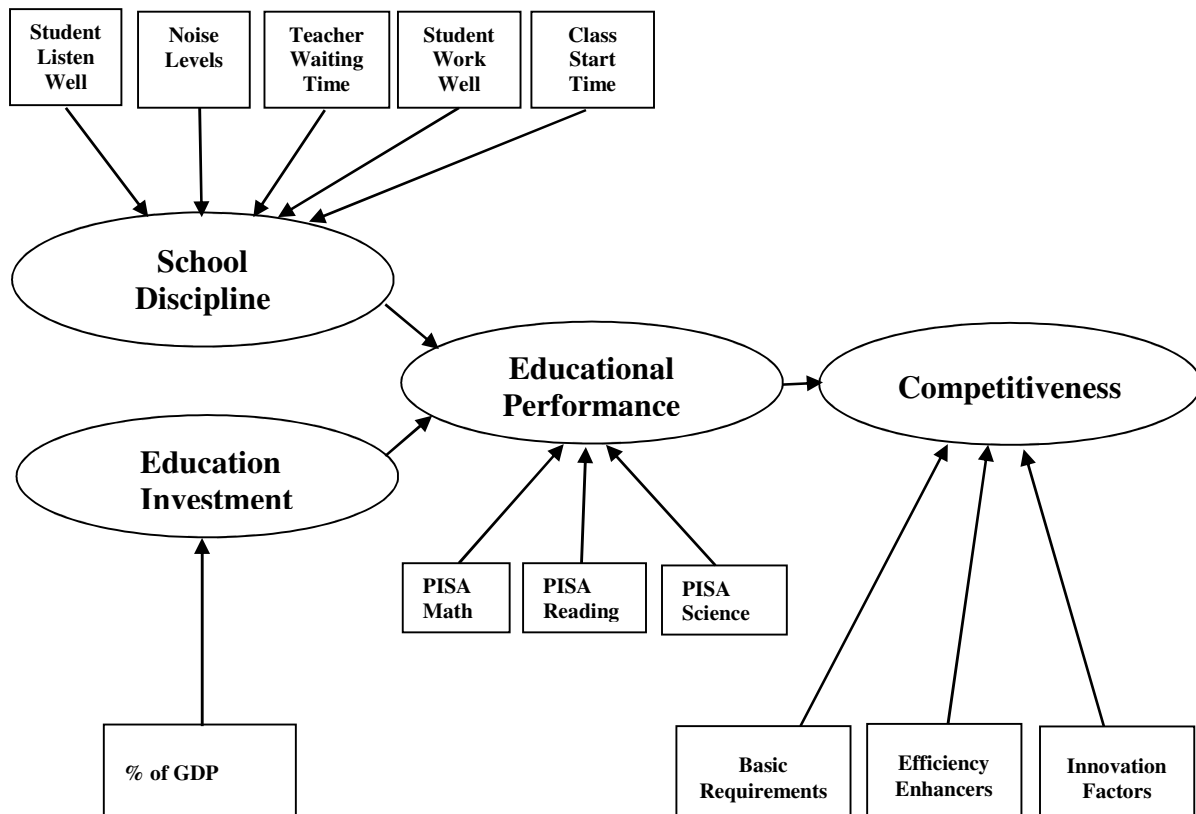 Student
Listen
Well
Noise
Levels
Teacher
Waiting
Time
Student
Work
Well
Class
Start
Time
School
Discipline
Educational
Performance
Competitiveness
Education
Investment
PISA
Math
PISA
Reading
PISA
Science
% of GDP
Basic
Requirements
Efficiency
Enhancers
Innovation
Factors